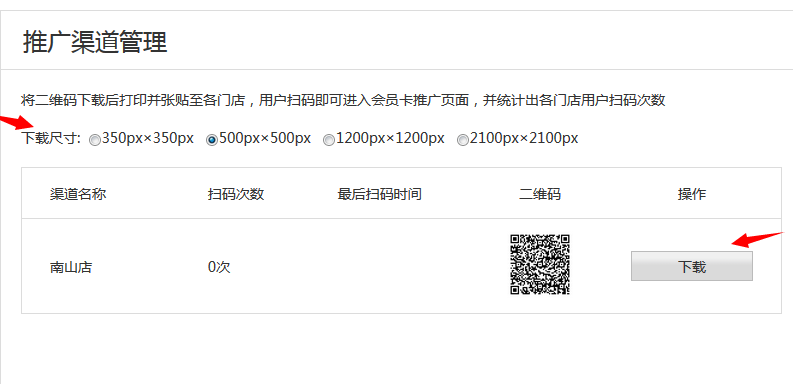 推广渠道管理
将二维码下载后打印并张贴至各门店，用户扫码即可进入会员卡推广页面，并统计出各门店用户扫码次数
下载尺寸: 350px×350px 500px×500px 1200px×1200px 2100px×2100px
渠道名称 扫码次数 最后扫码时间 二维码 操作
南山店 0次 下载